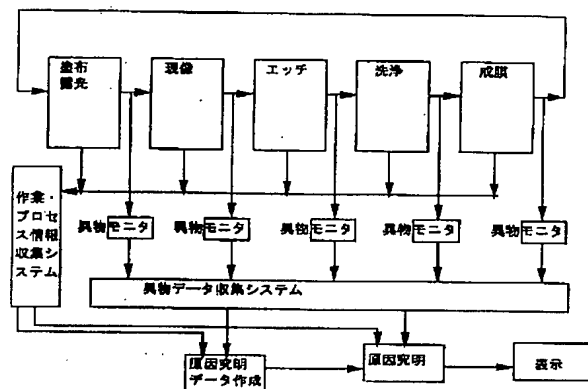 塗布
露光
現像
エッチ
洗浄
成膜
作業・
プロセ
ス情報
収集シ
ステム
異物モニタ
異物モニタ
異物モニタ
異物モニタ
異物モニタ
異物データ収集システム
原因究明
データ作成
原因究明
表示